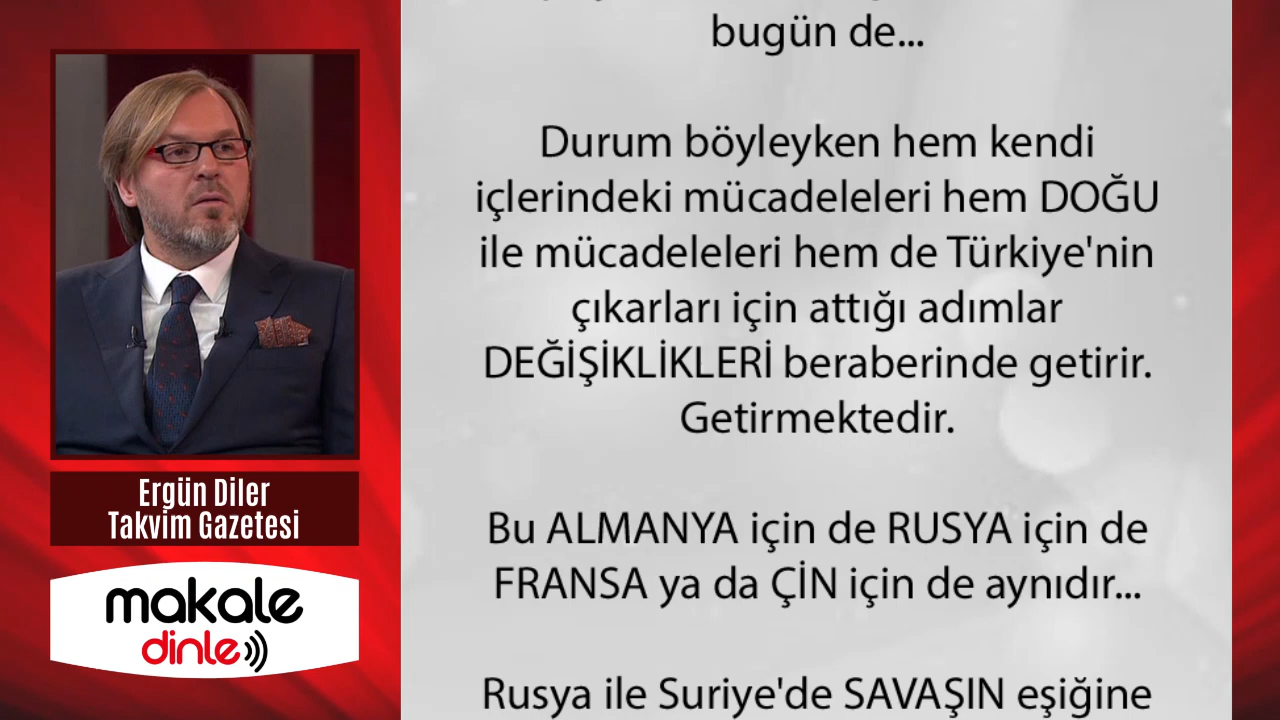 bugün de...
Durum böyleyken hem kendi
içlerindeki mücadeleleri hem DOĞU
ile mücadeleleri hem de Türkiye'nin
çıkarları için attığı adımlar
DEĞİŞİKLİKLERİ beraberinde getirir.
Getirmektedir.
Bu ALMANYA için de RUSYA için de
FRANSA ya da ÇİN için de aynıdır...
Rusya ile Suriye'de SAVAŞIN eşiğine
Ergün Diler
Takvim Gazetesi
makale
dinle